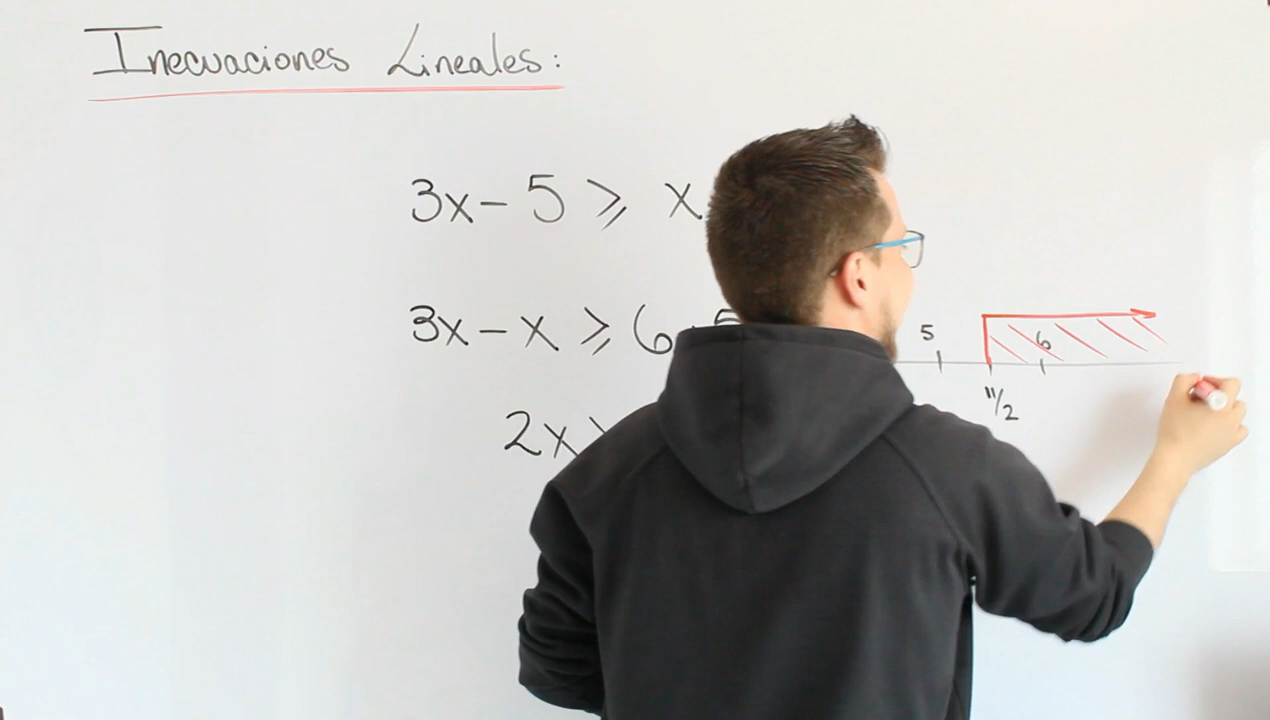 Inecuaciones Lineales:
3x - 5 ⩾ x
3x - x ⩾ 6
5
6
11/2
2x